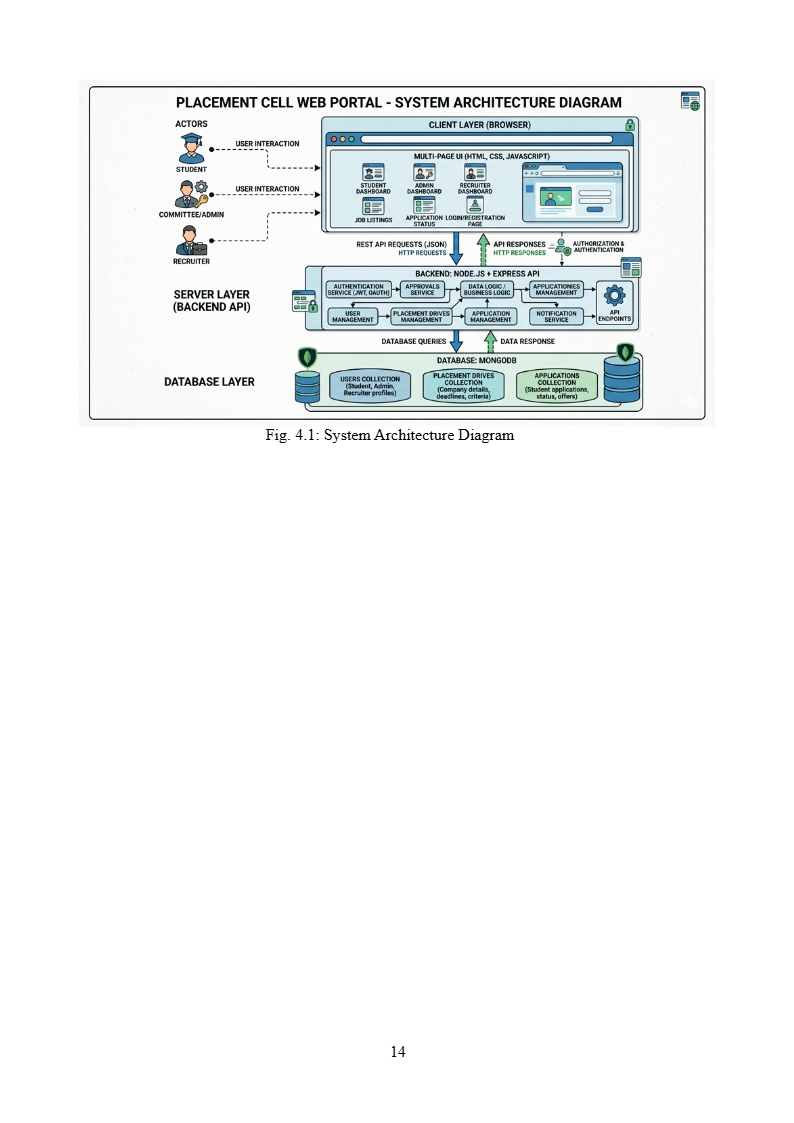 PLACEMENT CELL WEB PORTAL - SYSTEM ARCHITECTURE DIAGRAM
ACTORS
STUDENT
USER INTERACTION
COMMITTEE/ADMIN
USER INTERACTION
RECRUITER
CLIENT LAYER (BROWSER)
MULTI-PAGE UI (HTML, CSS, JAVASCRIPT)
STUDENT
DASHBOARD
ADMIN
DASHBOARD
RECRUITER
DASHBOARD
JOB LISTINGS
APPLICATION
STATUS
LOGIN/REGISTRATION
PAGE
REST API REQUESTS (JSON)
HTTP REQUESTS
API RESPONSES
HTTP RESPONSES
AUTHORIZATION &
AUTHENTICATION
SERVER LAYER
(BACKEND API)
BACKEND: NODE.JS + EXPRESS API
AUTHENTICATION
SERVICE (JWT, OAUTH)
APPROVALS
SERVICE
DATA LOGIC /
BUSINESS LOGIC
APPLICATIONIES
MANAGEMENT
USER
MANAGEMENT
PLACEMENT DRIVES
MANAGEMENT
APPLICATION
MANAGEMENT
NOTIFICATION
SERVICE
API
ENDPOINTS
DATABASE QUERIES
DATA RESPONSE
DATABASE LAYER
DATABASE: MONGODB
USERS COLLECTION
(Student, Admin,
Recruiter profiles)
PLACEMENT DRIVES
COLLECTION
(Company details,
deadlines, criteria)
APPLICATIONS
COLLECTION
(Student applications,
status, offers)
Fig. 4.1: System Architecture Diagram
14